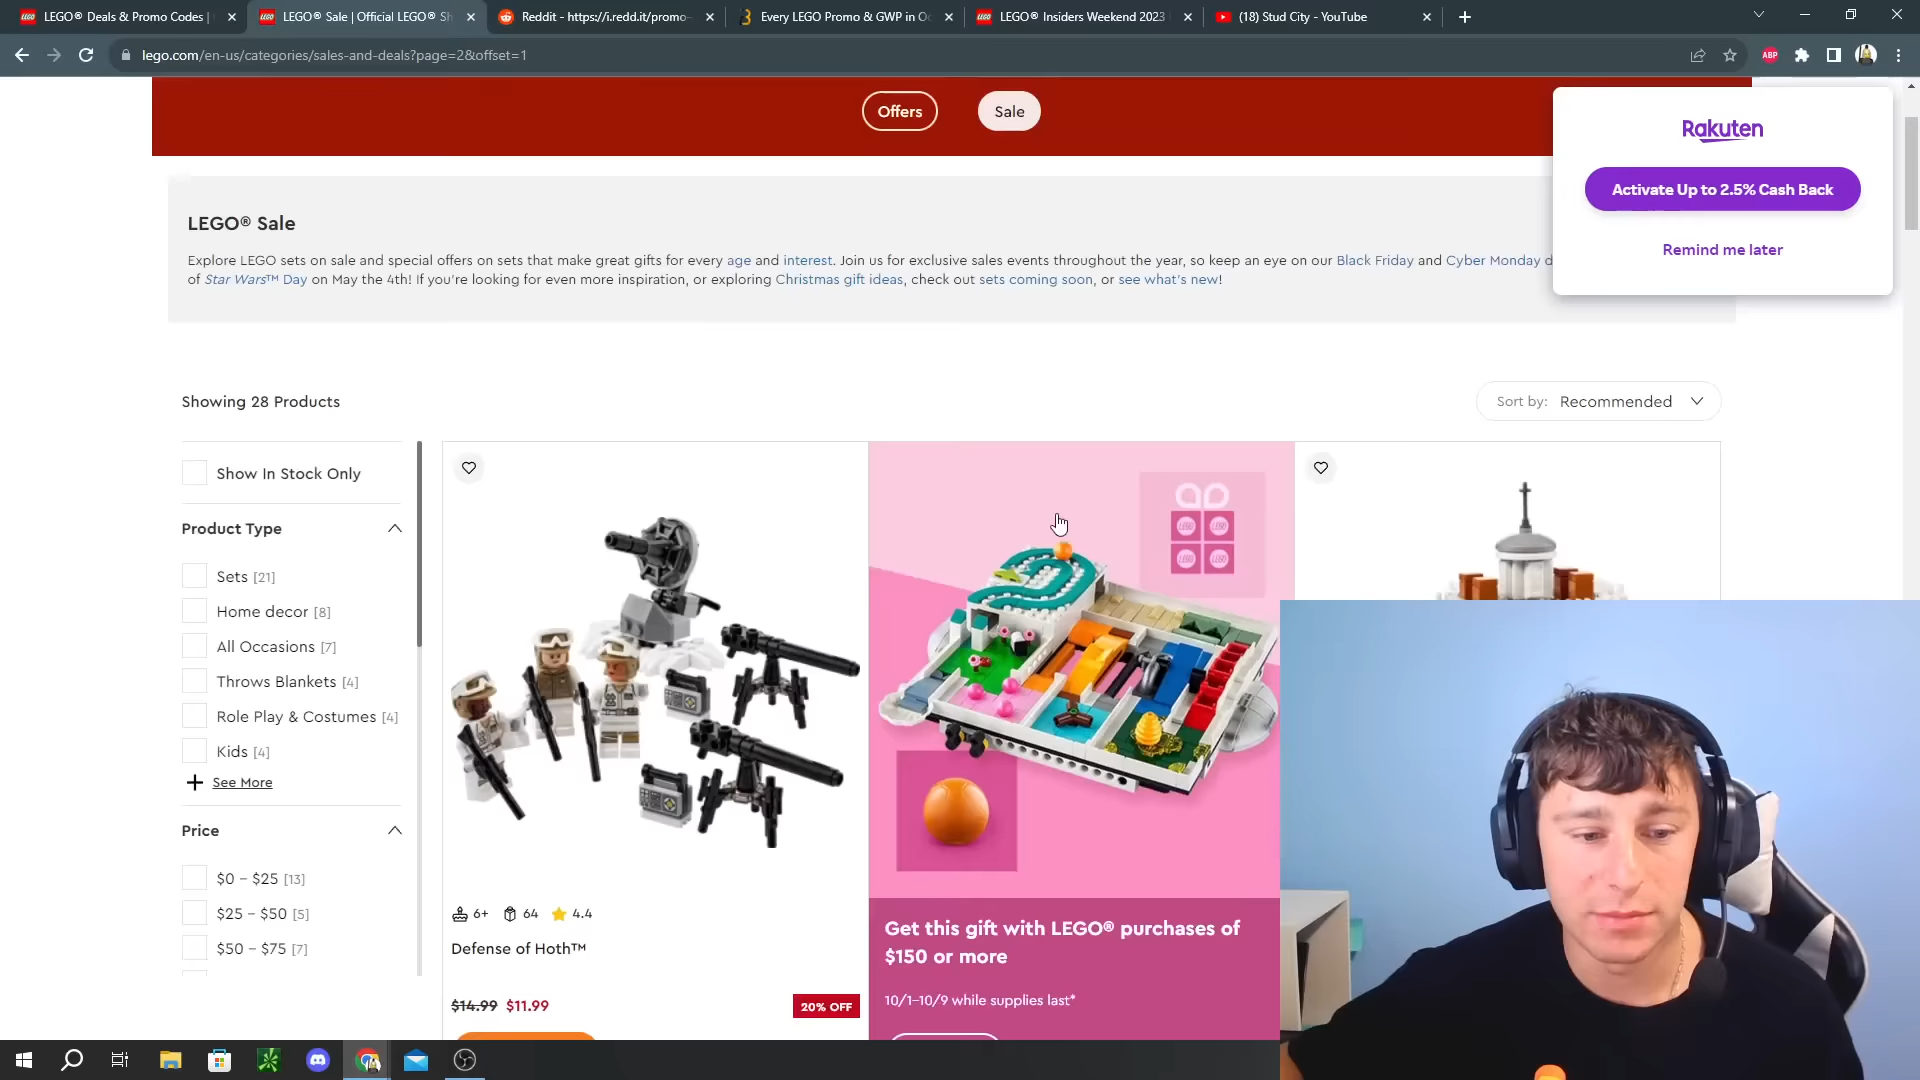 LEGO® Deals & Promo Codes |
LEGO® Sale | Official LEGO® Sh
Reddit - https://i.redd.it/promo-
Every LEGO Promo & GWP in Oc
LEGO® Insiders Weekend 2023
(18) Stud City - YouTube
lego.com/en-us/categories/sales-and-deals?page=2&offset=1
ABP
Offers
Sale
Rakuten
Activate Up to 2.5% Cash Back
Remind me later
LEGO® Sale
Explore LEGO sets on sale and special offers on sets that make great gifts for every age and interest. Join us for exclusive sales events throughout the year, so keep an eye on our Black Friday and Cyber Monday d
of Star Wars™ Day on May the 4th! If you're looking for even more inspiration, or exploring Christmas gift ideas, check out sets coming soon, or see what's new!
Showing 28 Products
Sort by: Recommended
Show In Stock Only
Product Type
Sets [21]
Home decor [8]
All Occasions [7]
Throws Blankets [4]
Role Play & Costumes [4]
Kids [4]
See More
Price
$0 – $25 [13]
$25 – $50 [5]
$50 – $75 [7]
LEGO LEGO
LEGO LEGO
6+ 64 4.4
Defense of Hoth™
$14.99 $11.99
20% OFF
Get this gift with LEGO® purchases of
$150 or more
10/1–10/9 while supplies last*